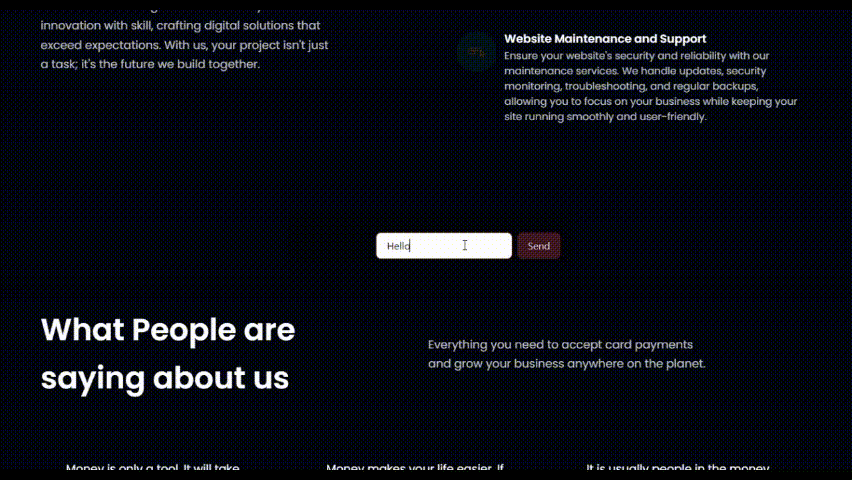 innovation with skill, crafting digital solutions that
exceed expectations. With us, your project isn't just
a task; it's the future we build together.
Website Maintenance and Support
Ensure your website's security and reliability with our
maintenance services. We handle updates, security
monitoring, troubleshooting, and regular backups,
allowing you to focus on your business while keeping your
site running smoothly and user-friendly.
Hello
Send
What People are
saying about us
Everything you need to accept card payments
and grow your business anywhere on the planet.
Money is only a tool. It will take
Money makes your life easier. If
It is usually people in the money